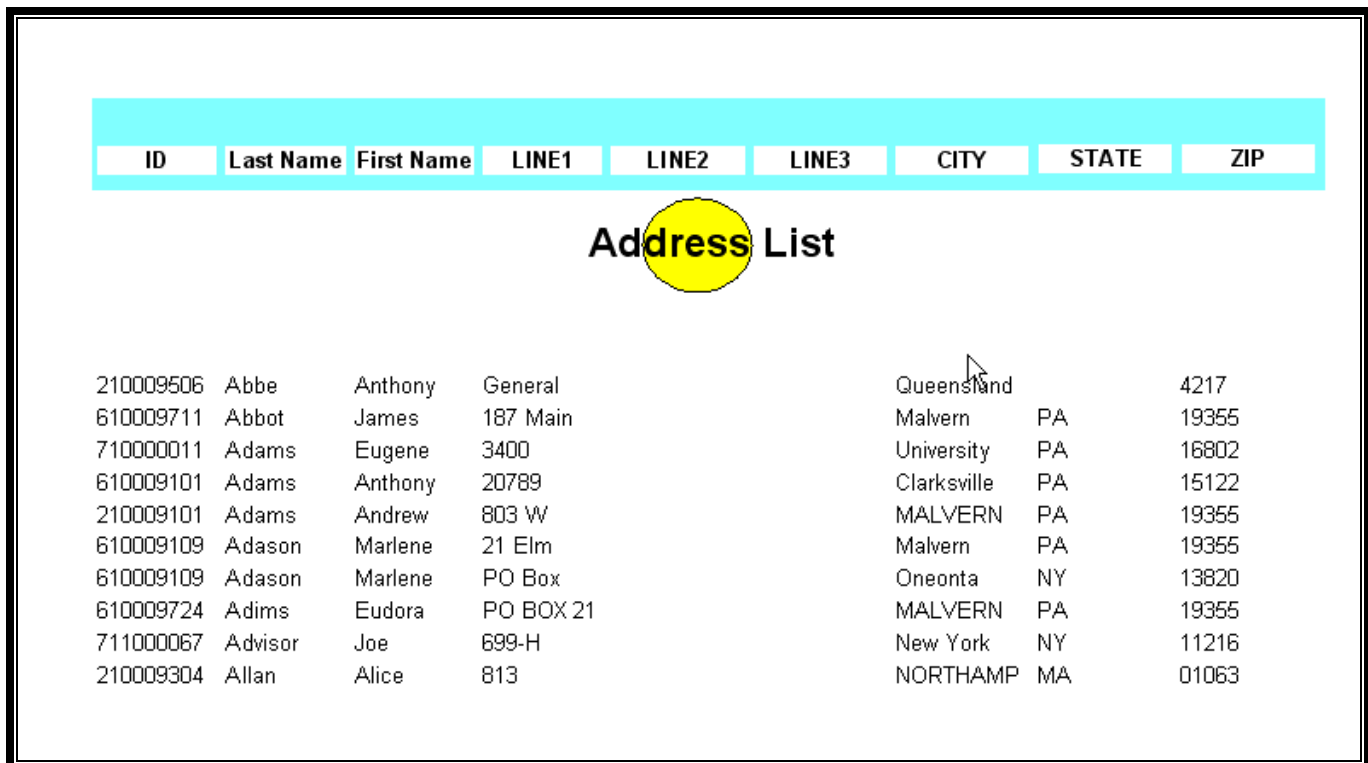 ID Last Name First Name LINE1 LINE2 LINE3 CITY STATE ZIP
Address List
210009506 Abbe Anthony General Queensland 4217
610009711 Abbot James 187 Main Malvern PA 19355
710000011 Adams Eugene 3400 University PA 16802
610009101 Adams Anthony 20789 Clarksville PA 15122
210009101 Adams Andrew 803 W MALVERN PA 19355
610009109 Adason Marlene 21 Elm Malvern PA 19355
610009109 Adason Marlene PO Box Oneonta NY 13820
610009724 Adims Eudora PO BOX 21 MALVERN PA 19355
711000067 Advisor Joe 699-H New York NY 11216
210009304 Allan Alice 813 NORTHAMP MA 01063